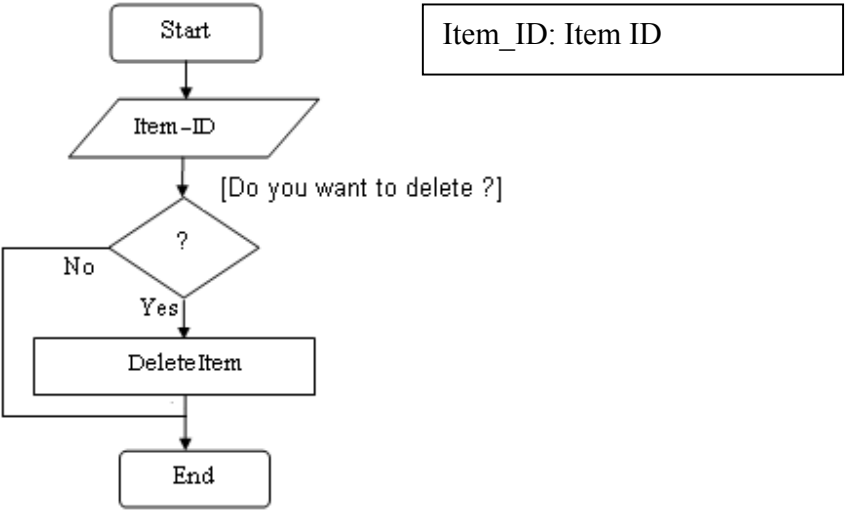 Start
Item_ID: Item ID
Item-ID
[Do you want to delete ?]
?
No
Yes
DeleteItem
End